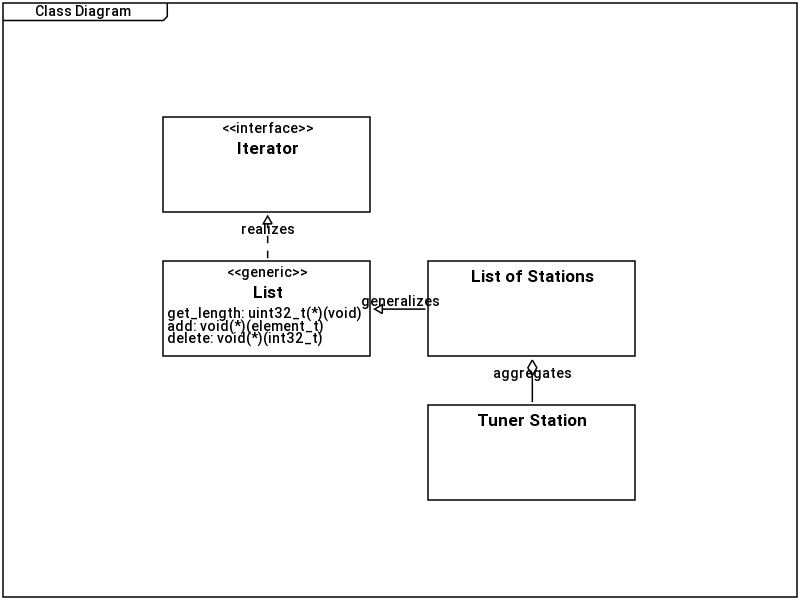 Class Diagram
<<interface>>
Iterator
realizes
<<generic>>
List
get_length: uint32_t(*)(void)
add: void(*)(element_t)
delete: void(*)(int32_t)
generalizes
List of Stations
aggregates
Tuner Station